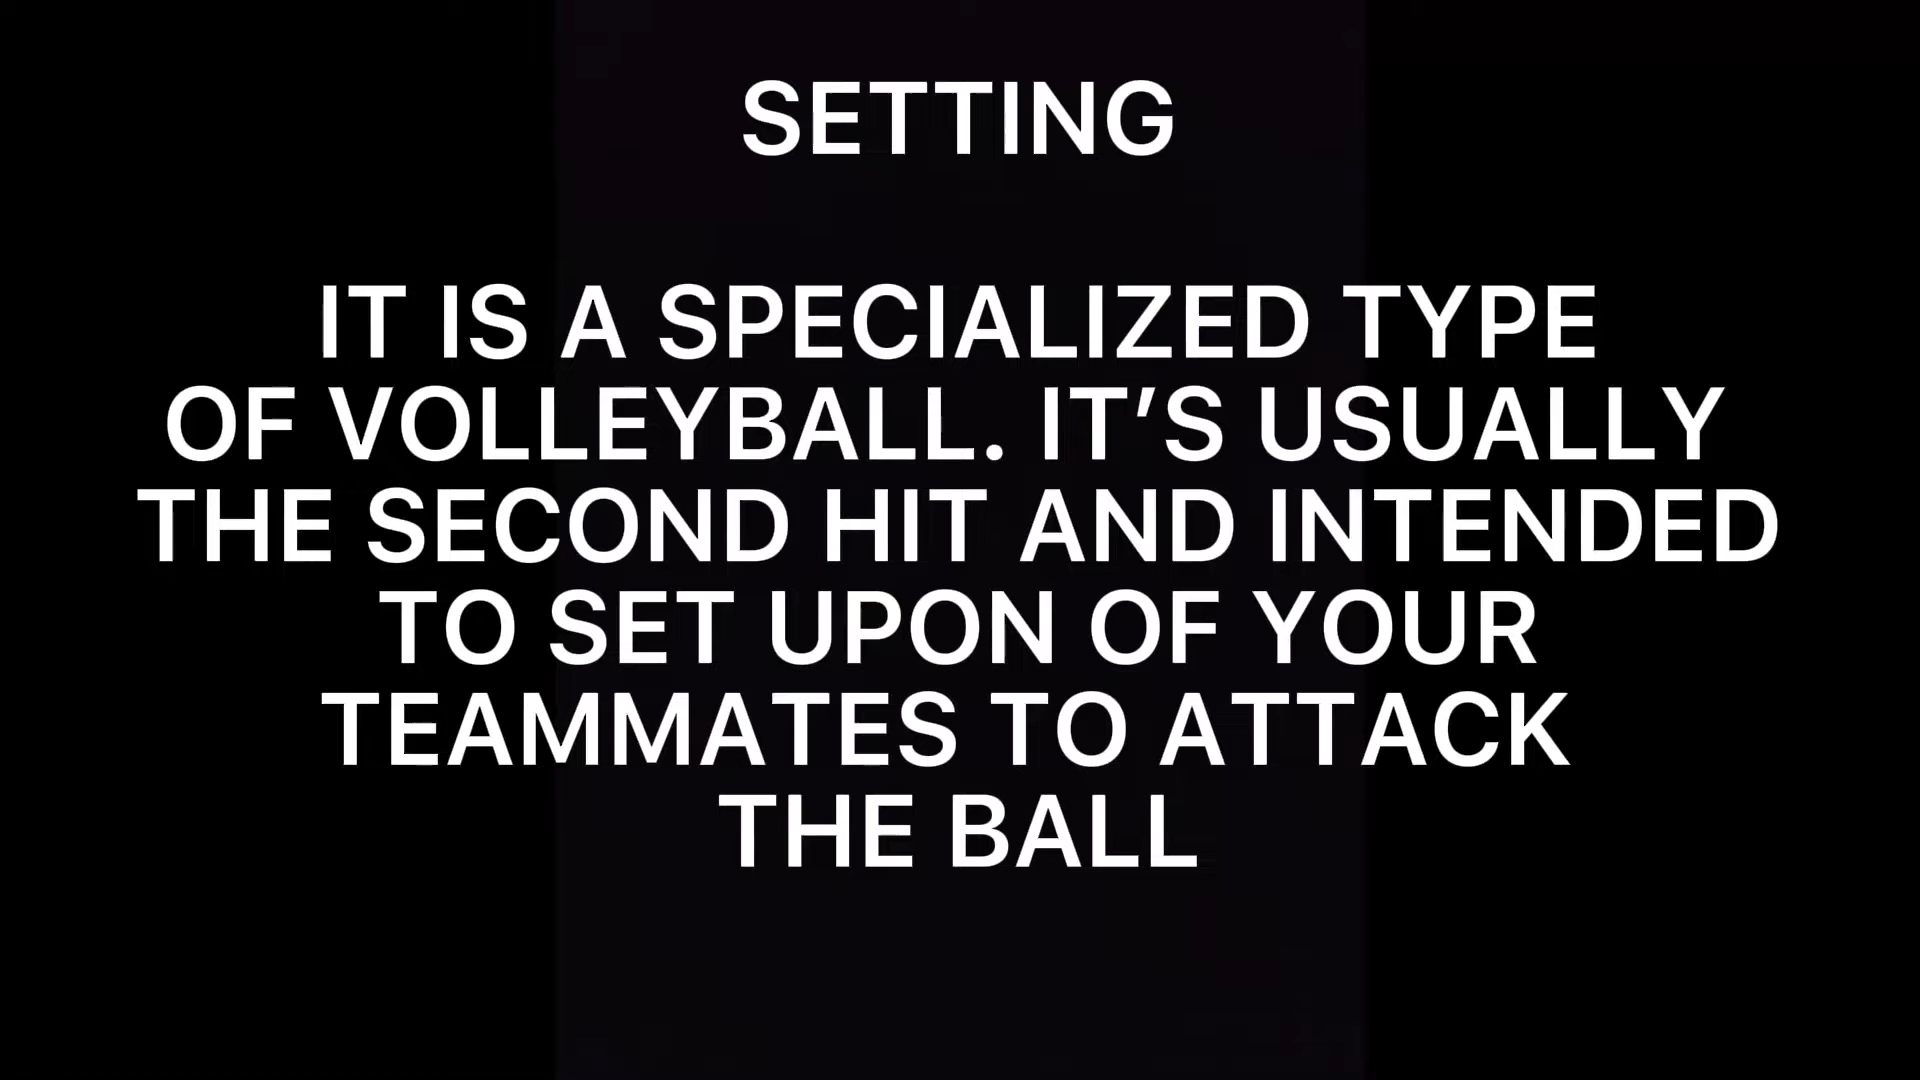 SETTING
IT IS A SPECIALIZED TYPE
OF VOLLEYBALL. IT’S USUALLY
THE SECOND HIT AND INTENDED
TO SET UPON OF YOUR
TEAMMATES TO ATTACK
THE BALL